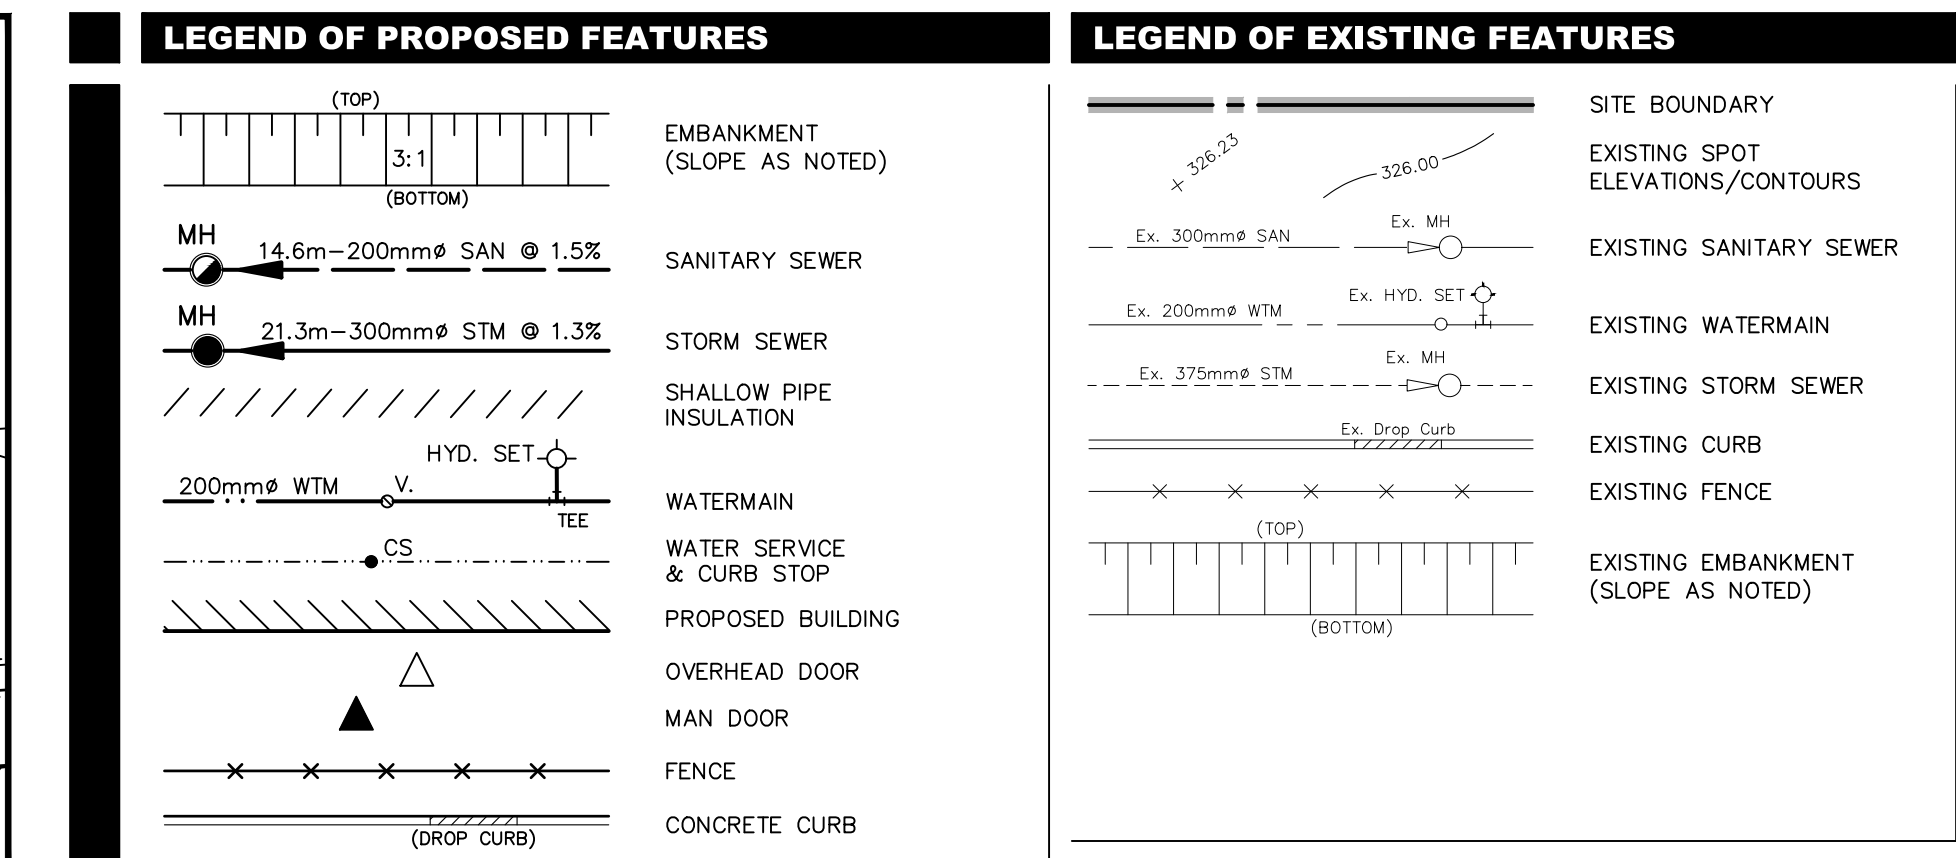 LEGEND OF PROPOSED FEATURES
(TOP)
3:1
(BOTTOM)
EMBANKMENT
(SLOPE AS NOTED)
MH
14.6m-200mmø SAN @ 1.5%
SANITARY SEWER
MH
21.3m-300mmø STM @ 1.3%
STORM SEWER
SHALLOW PIPE
INSULATION
HYD. SET
200mmø WTM
V.
TEE
WATERMAIN
CS
WATER SERVICE
& CURB STOP
PROPOSED BUILDING
OVERHEAD DOOR
MAN DOOR
FENCE
(DROP CURB)
CONCRETE CURB
LEGEND OF EXISTING FEATURES
SITE BOUNDARY
+ 326.23
326.00
EXISTING SPOT
ELEVATIONS/CONTOURS
Ex. 300mmø SAN
Ex. MH
EXISTING SANITARY SEWER
Ex. HYD. SET
Ex. 200mmø WTM
EXISTING WATERMAIN
Ex. MH
Ex. 375mmø STM
EXISTING STORM SEWER
Ex. Drop Curb
EXISTING CURB
EXISTING FENCE
(TOP)
(BOTTOM)
EXISTING EMBANKMENT
(SLOPE AS NOTED)